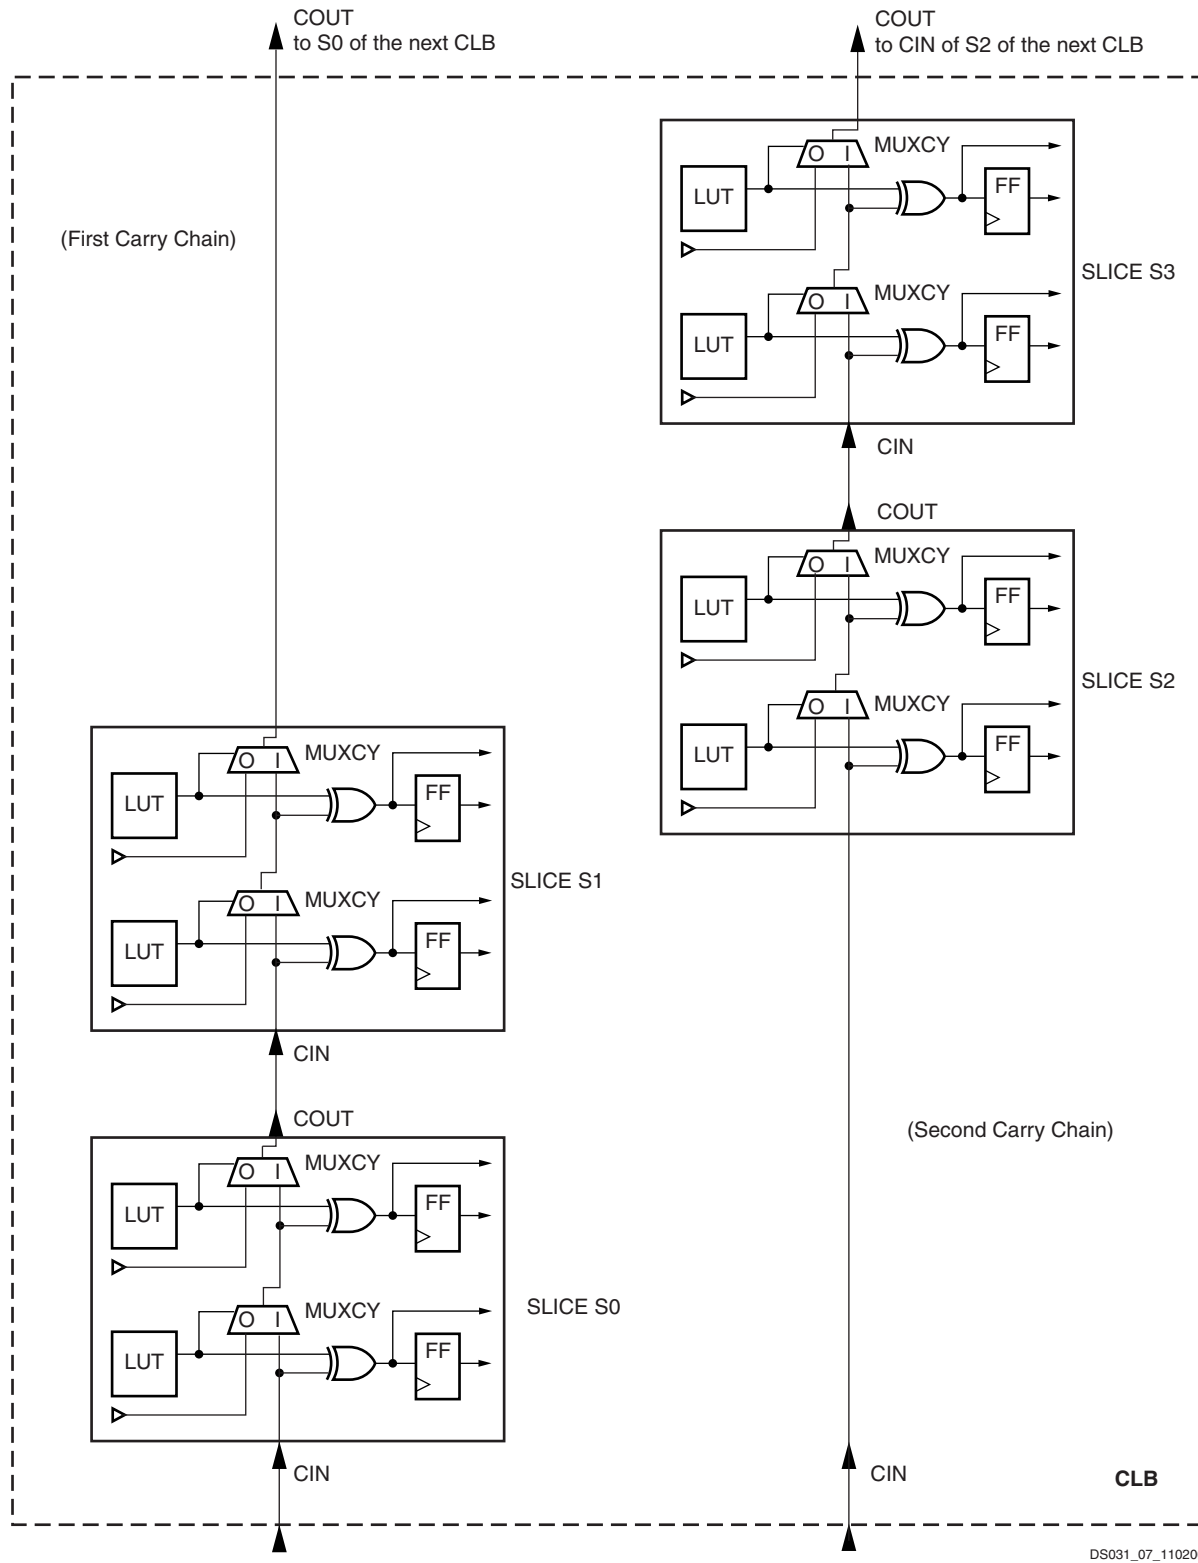 COUT
to S0 of the next CLB
COUT
to CIN of S2 of the next CLB
(First Carry Chain)
O I MUXCY
LUT
FF
SLICE S3
O I MUXCY
LUT
FF
CIN
COUT
O I MUXCY
LUT
FF
SLICE S2
O I MUXCY
LUT
FF
O I MUXCY
LUT
FF
SLICE S1
O I MUXCY
LUT
FF
CIN
COUT
(Second Carry Chain)
O I MUXCY
LUT
FF
SLICE S0
O I MUXCY
LUT
FF
CIN
CIN
CLB